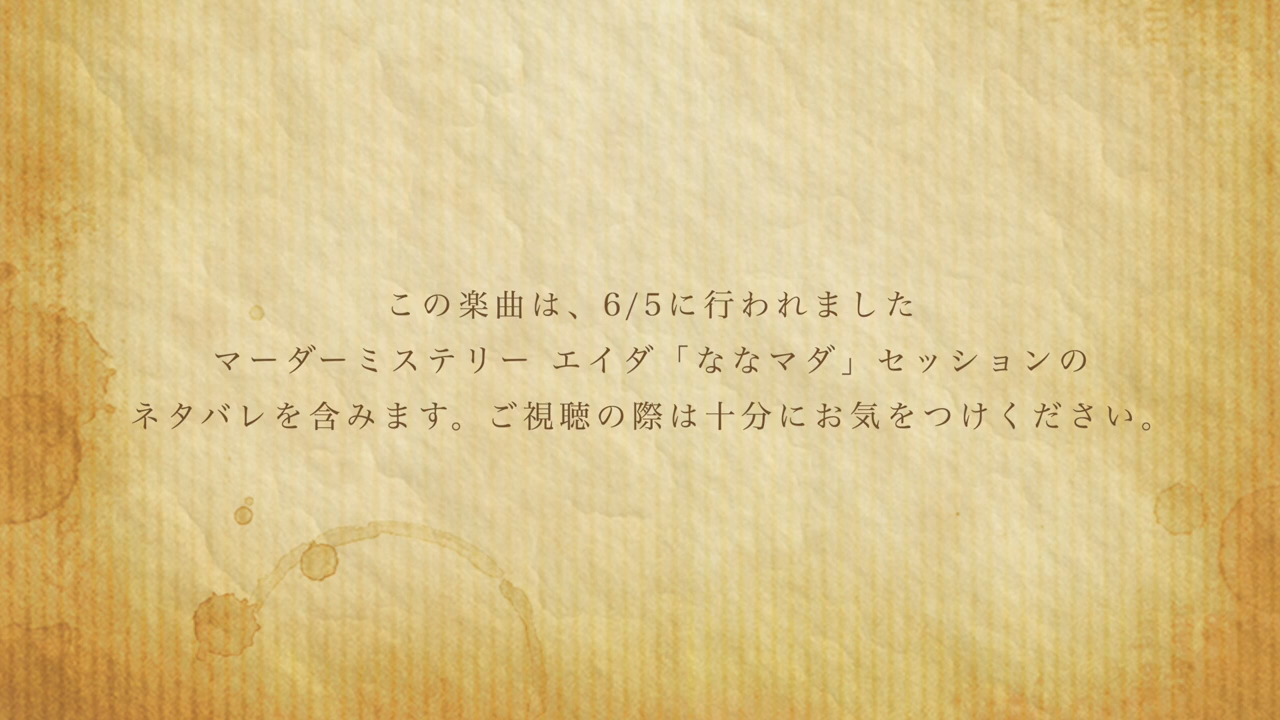 この楽曲は、6/5に行われました
マーダーミステリー エイダ「ななマダ」セッションの
ネタバレを含みます。ご視聴の際は十分にお気をつけください。